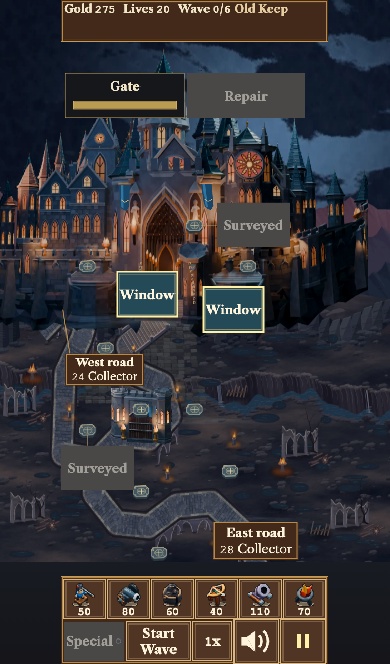 Gold 275 Lives 20 Wave 0/6 Old Keep
Gate
Repair
Surveyed
Window
Window
West road
24 Collector
Surveyed
East road
28 Collector
50 80 60 40 110 70
Special
Start
Wave
1x